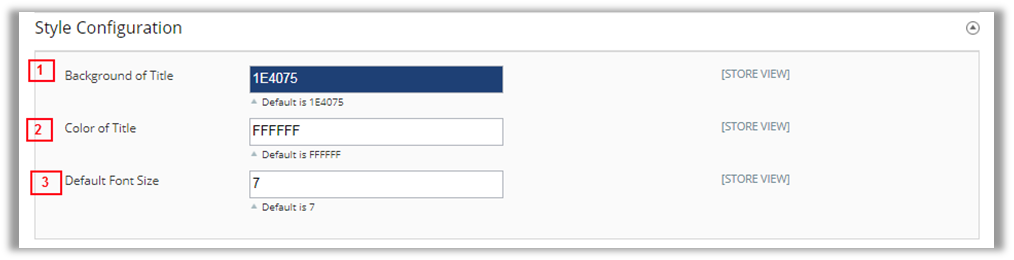 Style Configuration
1 Background of Title 1E4075 [STORE VIEW]
Default is 1E4075
2 Color of Title FFFFFF [STORE VIEW]
Default is FFFFFF
3 Default Font Size 7 [STORE VIEW]
Default is 7